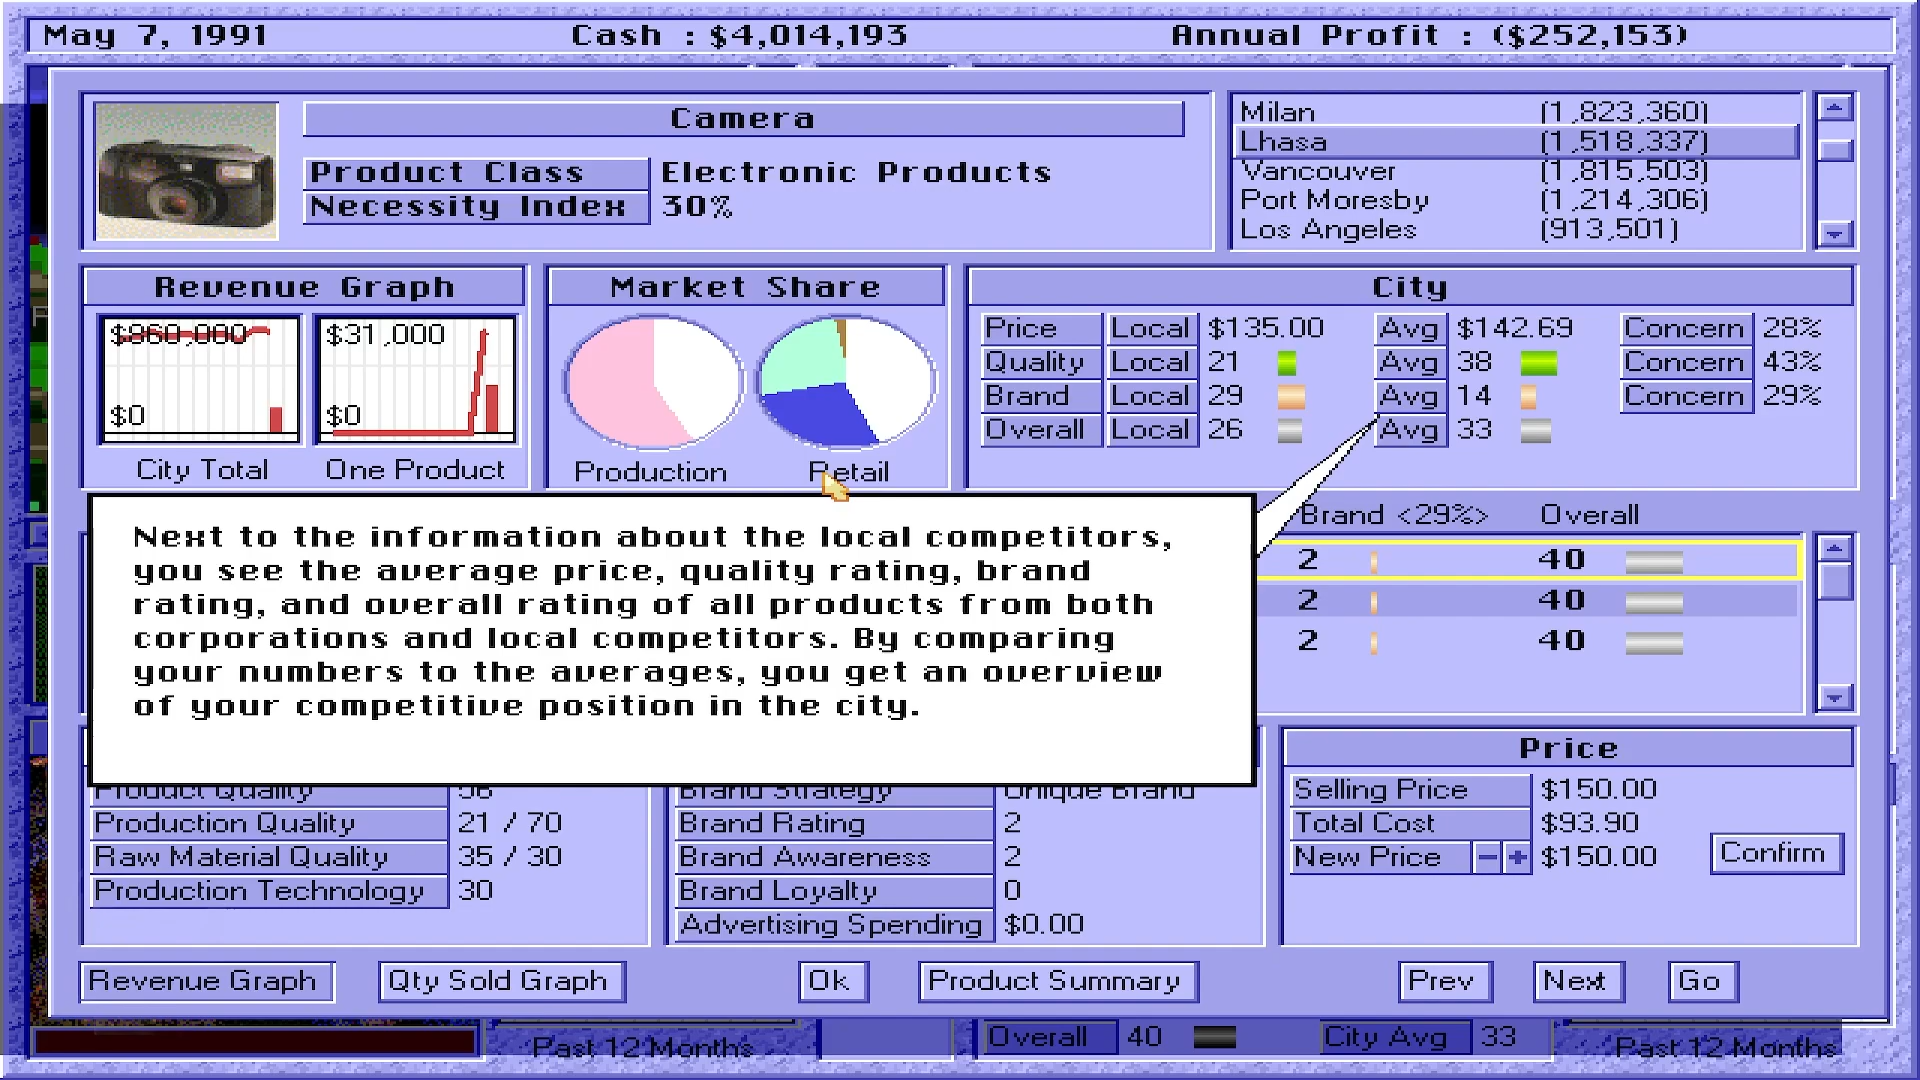 May 7, 1991 Cash : $4,014,193 Annual Profit : ($252,153)
Camera
Product Class Electronic Products
Necessity Index 30%
Milan (1,823,360)
Lhasa (1,518,337)
Vancouver (1,815,503)
Port Moresby (1,214,306)
Los Angeles (913,501)
Revenue Graph
$960,000
$0
City Total
$31,000
$0
One Product
Market Share
Production Retail
City
Price Local $135.00 Avg $142.69 Concern 28%
Quality Local 21 Avg 38 Concern 43%
Brand Local 29 Avg 14 Concern 29%
Overall Local 26 Avg 33
Brand <29%> Overall
2 40
2 40
2 40
Next to the information about the local competitors,
you see the average price, quality rating, brand
rating, and overall rating of all products from both
corporations and local competitors. By comparing
your numbers to the averages, you get an overview
of your competitive position in the city.
Product Quality
Production Quality 21 / 70
Raw Material Quality 35 / 30
Production Technology 30
Brand Strategy Unique Brand
Brand Rating 2
Brand Awareness 2
Brand Loyalty 0
Advertising Spending $0.00
Price
Selling Price $150.00
Total Cost $93.90
New Price - + $150.00
Confirm
Revenue Graph Qty Sold Graph Ok Product Summary Prev Next Go
Past 12 Months Overall 40 City Avg 33 Past 12 Months